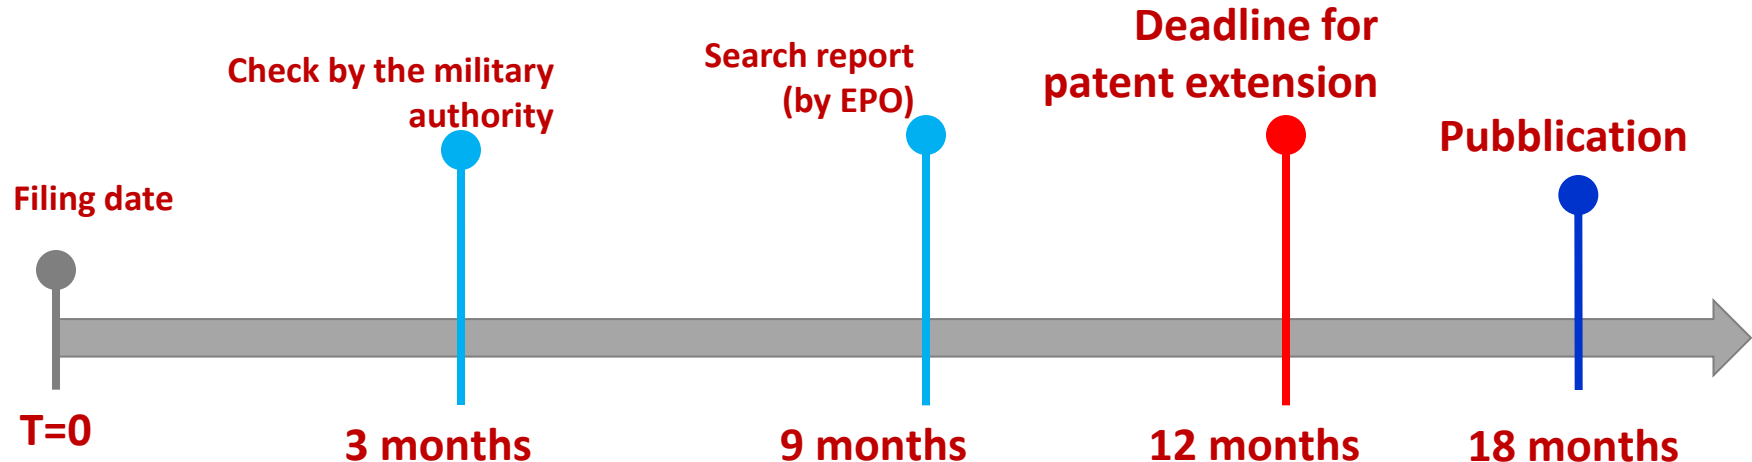 Filing date
Check by the military
authority
Search report
(by EPO)
Deadline for
patent extension
Pubblication
T=0
3 months
9 months
12 months
18 months